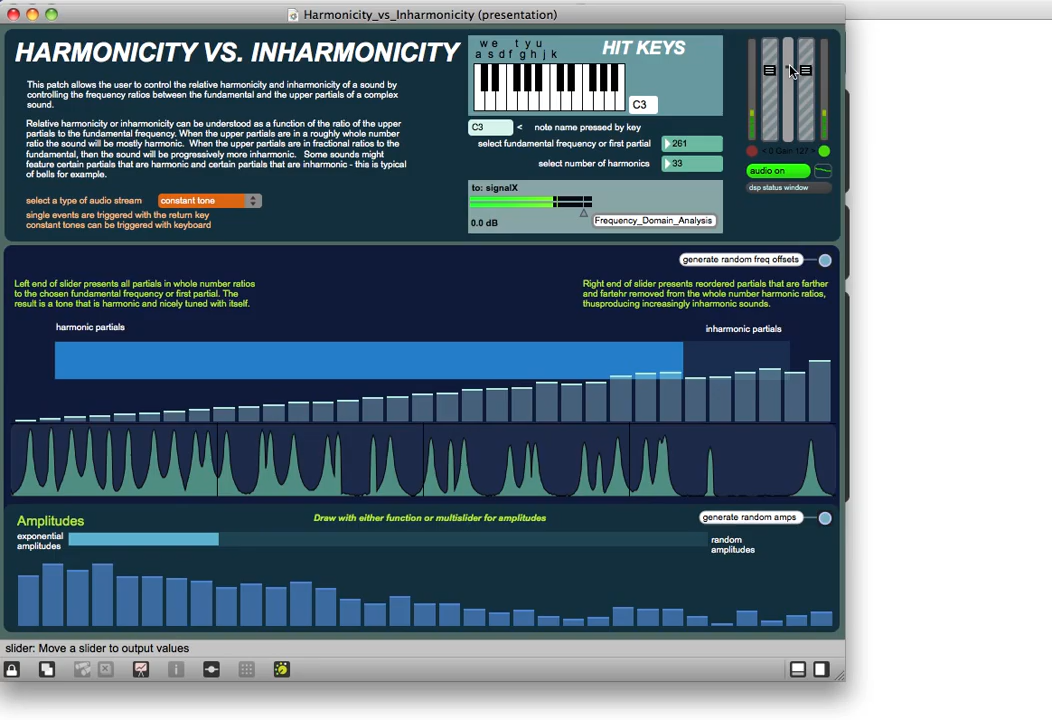 Harmonicity_vs_Inharmonicity (presentation)
HARMONICITY VS. INHARMONICITY
This patch allows the user to control the relative harmonicity and inharmonicity of a sound by
controlling the frequency ratios between the fundamental and the upper partials of a complex
sound.
Relative harmonicity or inharmonicity can be understood as a function of the ratio of the upper
partials to the fundamental frequency. When the upper partials are in a roughly whole number
ratio the sound will be mostly harmonic. When the upper partials are in fractional ratios to the
fundamental, then the sound will be progressively more inharmonic. Some sounds might
feature certain partials that are harmonic and certain partials that are inharmonic - this is typical
of bells for example.
select a type of audio stream
constant tone
single events are triggered with the return key
constant tones can be triggered with keyboard
w e t y u
a s d f g h j k
HIT KEYS
C3
C3
< note name pressed by key
select fundamental frequency or first partial
261
select number of harmonics
33
to: signalX
0.0 dB
Frequency_Domain_Analysis
< 0 Gain 127 >
audio on
dsp status window
generate random freq offsets
Left end of slider presents all partials in whole number ratios
to the chosen fundamental frequency or first partial. The
result is a tone that is harmonic and nicely tuned with itself.
Right end of slider presents reordered partials that are farther
and fartehr removed from the whole number harmonic ratios,
thusproducing increasingly inharmonic sounds.
harmonic partials
inharmonic partials
Amplitudes
Draw with either function or multislider for amplitudes
generate random amps
exponential
amplitudes
random
amplitudes
slider: Move a slider to output values